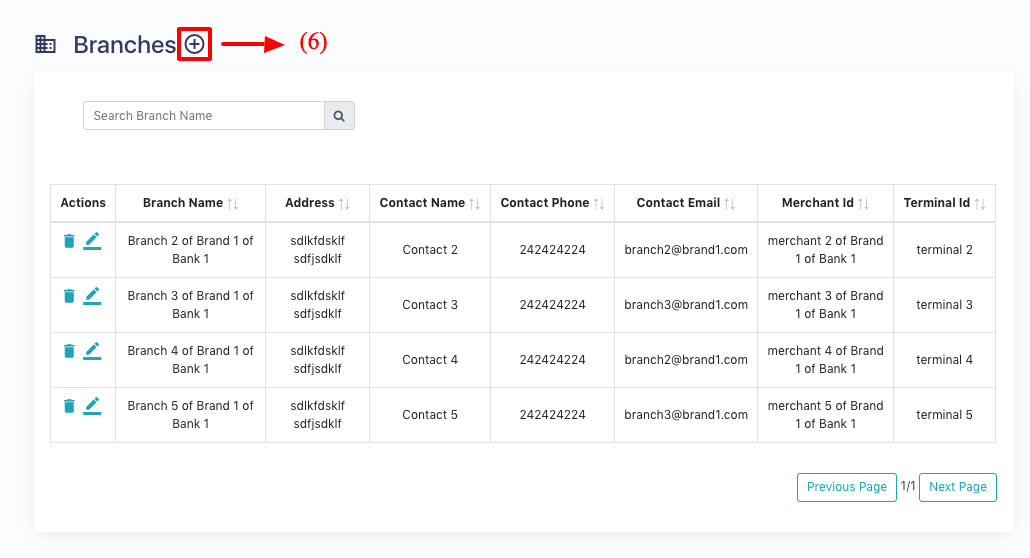 Branches (6)
Search Branch Name
Actions Branch Name Address Contact Name Contact Phone Contact Email Merchant Id Terminal Id
Branch 2 of Brand 1 of Bank 1 sdlkfdsklf sdfjsdklf Contact 2 242424224 branch2@brand1.com merchant 2 of Brand 1 of Bank 1 terminal 2
Branch 3 of Brand 1 of Bank 1 sdlkfdsklf sdfjsdklf Contact 3 242424224 branch3@brand1.com merchant 3 of Brand 1 of Bank 1 terminal 3
Branch 4 of Brand 1 of Bank 1 sdlkfdsklf sdfjsdklf Contact 4 242424224 branch2@brand1.com merchant 4 of Brand 1 of Bank 1 terminal 4
Branch 5 of Brand 1 of Bank 1 sdlkfdsklf sdfjsdklf Contact 5 242424224 branch3@brand1.com merchant 5 of Brand 1 of Bank 1 terminal 5
Previous Page 1/1 Next Page